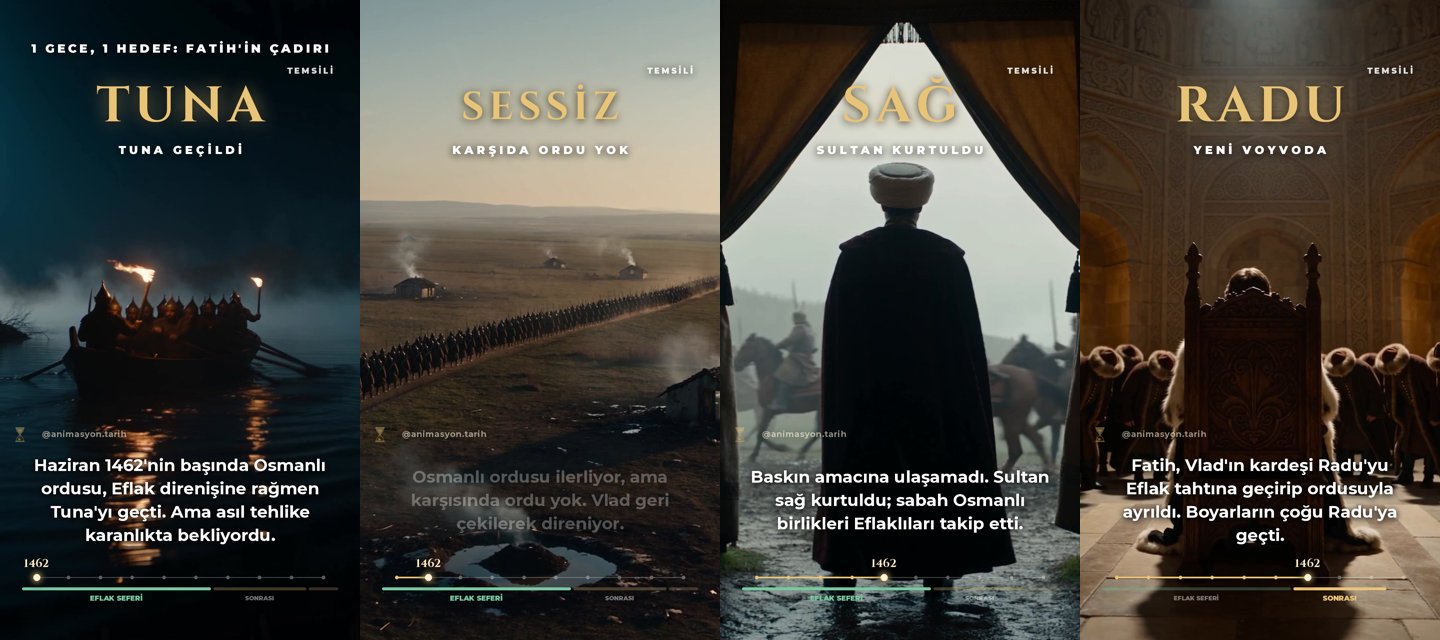 1 GECE, 1 HEDEF: FATİH'İN ÇADIRI
TEMSİLİ
TUNA
TUNA GEÇİLDİ
@animasyon.tarih
Haziran 1462'nin başında Osmanlı
ordusu, Eflak direnişine rağmen
Tuna'yı geçti. Ama asıl tehlike
karanlıkta bekliyordu.
1462
EFLAK SEFERİ
SONRASI
TEMSİLİ
SESSİZ
KARŞIDA ORDU YOK
@animasyon.tarih
Osmanlı ordusu ilerliyor, ama
karşısında ordu yok. Vlad geri
çekilerek direniyor.
1462
EFLAK SEFERİ
SONRASI
TEMSİLİ
SAĞ
SULTAN KURTULDU
@animasyon.tarih
Baskın amacına ulaşamadı. Sultan
sağ kurtuldu; sabah Osmanlı
birlikleri Eflaklıları takip etti.
1462
EFLAK SEFERİ
SONRASI
TEMSİLİ
RADU
YENİ VOYVODA
@animasyon.tarih
Fatih, Vlad'ın kardeşi Radu'yu
Eflak tahtına geçirip ordusuyla
ayrıldı. Boyarların çoğu Radu'ya
geçti.
1462
EFLAK SEFERİ
SONRASI